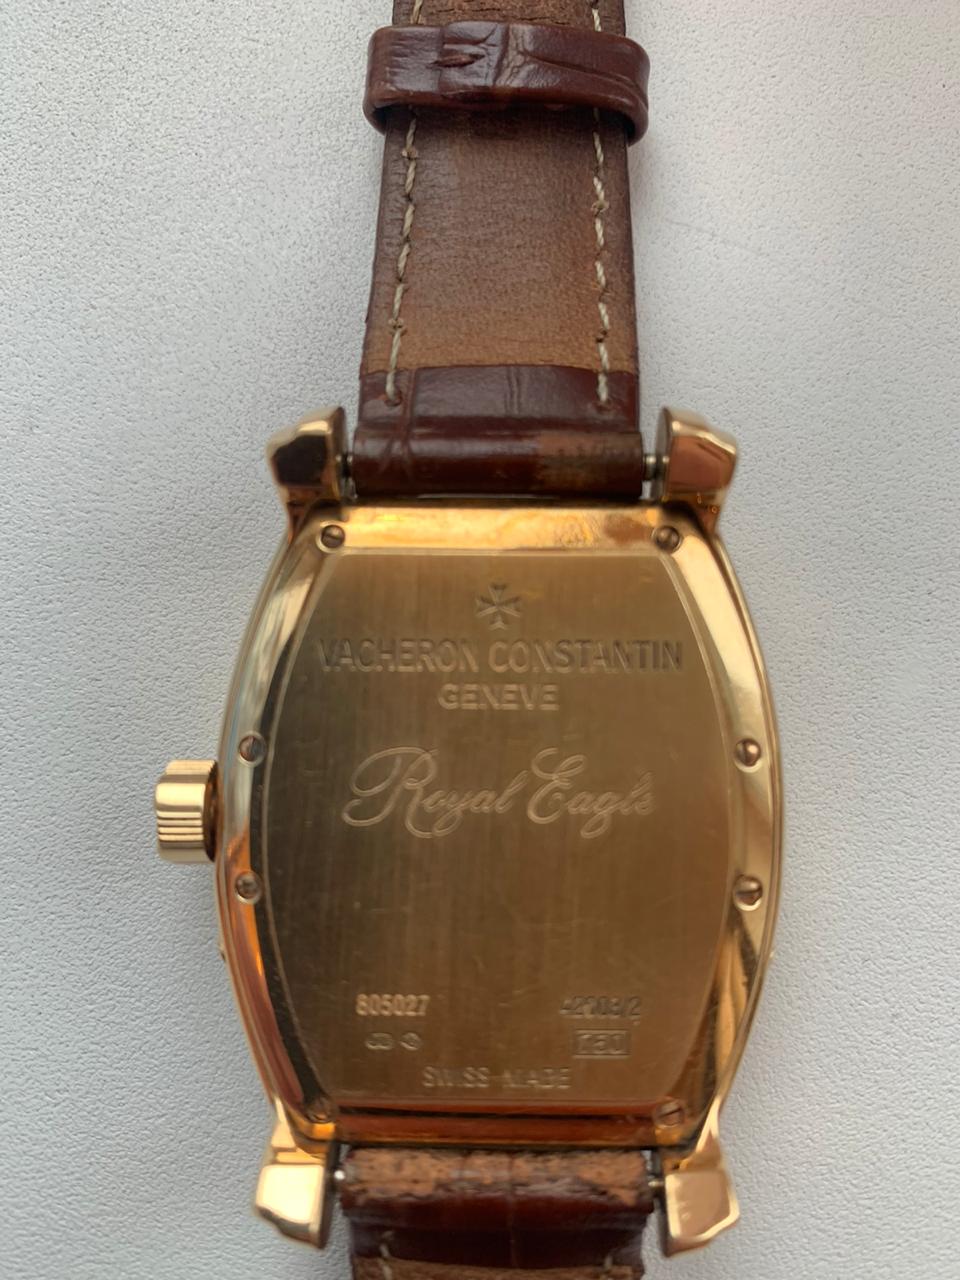 VACHERON CONSTANTIN
GENEVE
Royal Eagle
805027
42008/2
750
SWISS MADE